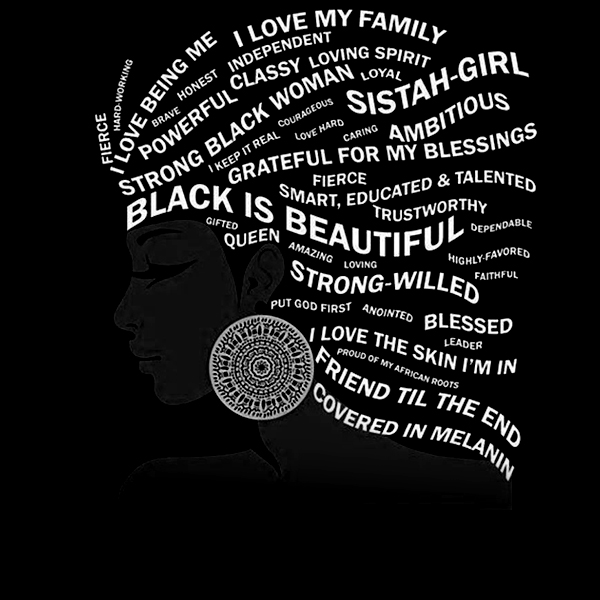 I LOVE MY FAMILY
FIERCE
HARD-WORKING
I LOVE BEING ME
INDEPENDENT
BRAVE
HONEST
CLASSY
LOVING SPIRIT
POWERFUL
LOYAL
SISTAH-GIRL
STRONG BLACK WOMAN
COURAGEOUS
I KEEP IT REAL
LOVE HARD
CARING
AMBITIOUS
GRATEFUL FOR MY BLESSINGS
FIERCE
SMART, EDUCATED & TALENTED
BLACK IS BEAUTIFUL
TRUSTWORTHY
GIFTED
DEPENDABLE
QUEEN
AMAZING
LOVING
HIGHLY-FAVORED
STRONG-WILLED
FAITHFUL
PUT GOD FIRST
ANOINTED
BLESSED
I LOVE THE SKIN I'M IN
LEADER
PROUD OF MY AFRICAN ROOTS
FRIEND TIL THE END
COVERED IN MELANIN